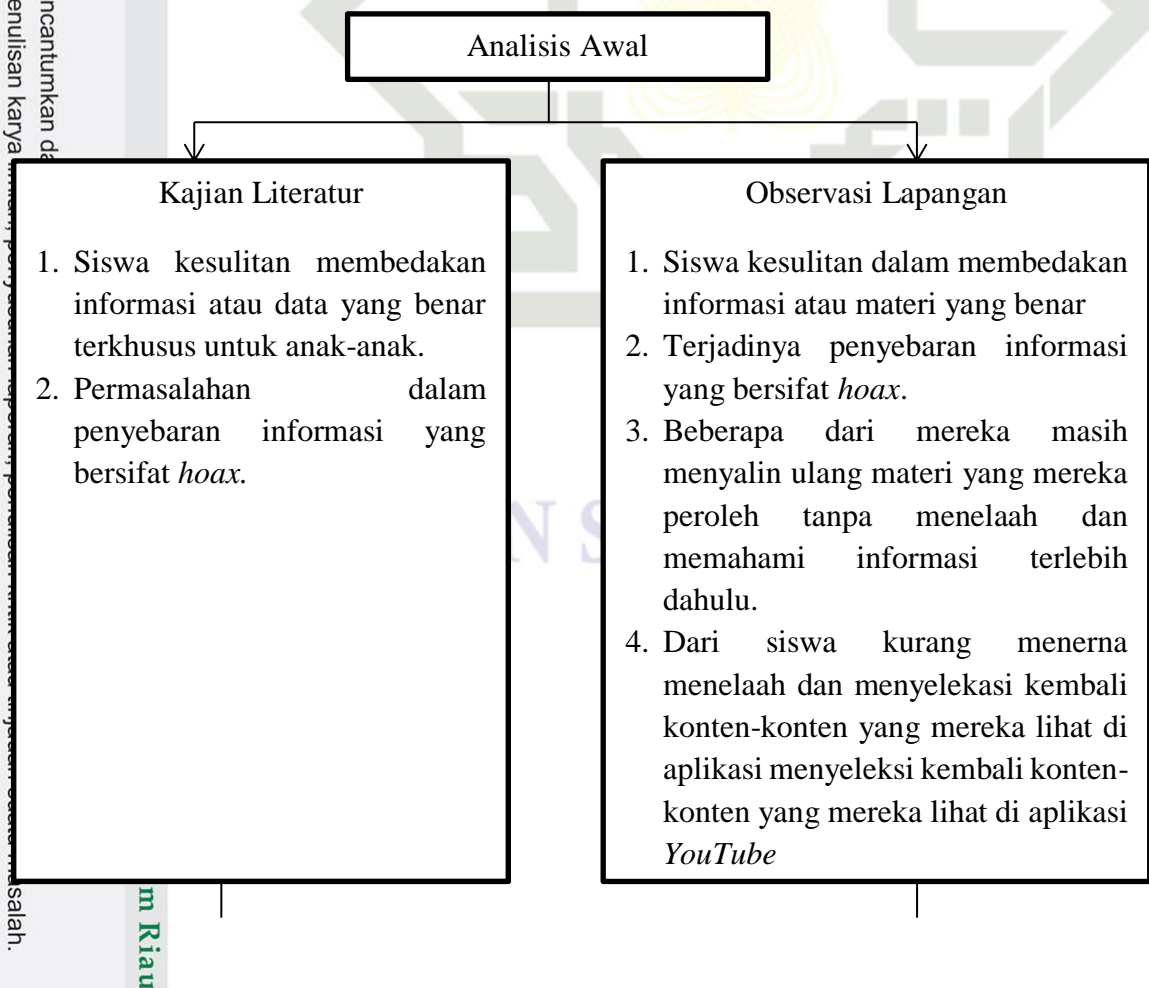 Analisis Awal
Kajian Literatur
1. Siswa kesulitan membedakan
informasi atau data yang benar
terkhusus untuk anak-anak.
2. Permasalahan dalam
penyebaran informasi yang
bersifat hoax.
Observasi Lapangan
1. Siswa kesulitan dalam membedakan
informasi atau materi yang benar
2. Terjadinya penyebaran informasi
yang bersifat hoax.
3. Beberapa dari mereka masih
menyalin ulang materi yang mereka
peroleh tanpa menelaah dan
memahami informasi terlebih
dahulu.
4. Dari siswa kurang menerna
menelaah dan menyelekasi kembali
konten-konten yang mereka lihat di
aplikasi menyeleksi kembali konten-
konten yang mereka lihat di aplikasi
YouTube
N S
ncantumkan
enulisan karya
masalah.
m Riau